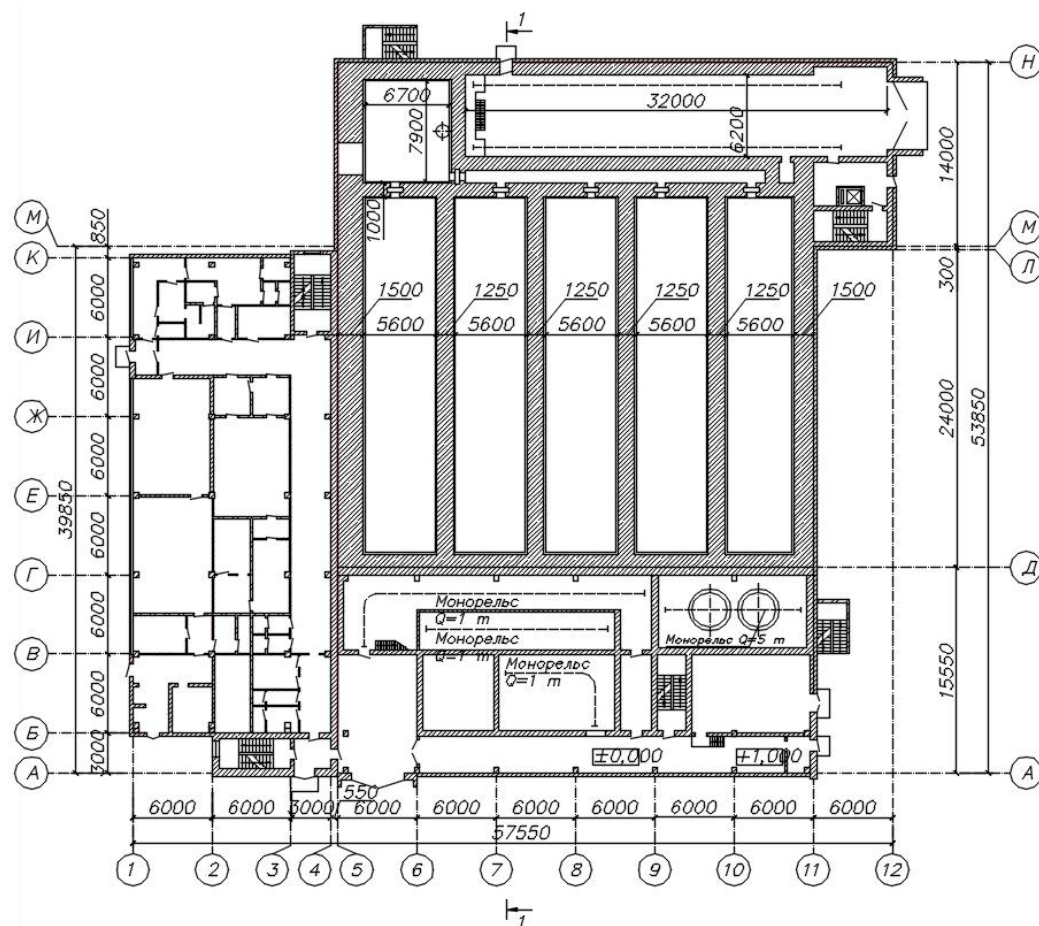 1
Н
6700
7900
32000
6200
14000
1000
М
850
К
М
Л
300
1500
1250
1250
1250
1250
1500
5600
5600
5600
5600
5600
6000
И
6000
Ж
6000
24000
53850
Е
39850
6000
Г
Д
Монорельс
Q=1 т
Монорельс
Q=1 т
Монорельс Q=5 т
6000
В
Монорельс
Q=1 т
15550
6000
Б
3000
±0,000
+1,000
А
А
550
6000
6000
3000
6000
6000
6000
6000
6000
6000
6000
57550
1
2
3
4
5
6
7
8
9
10
11
12
1